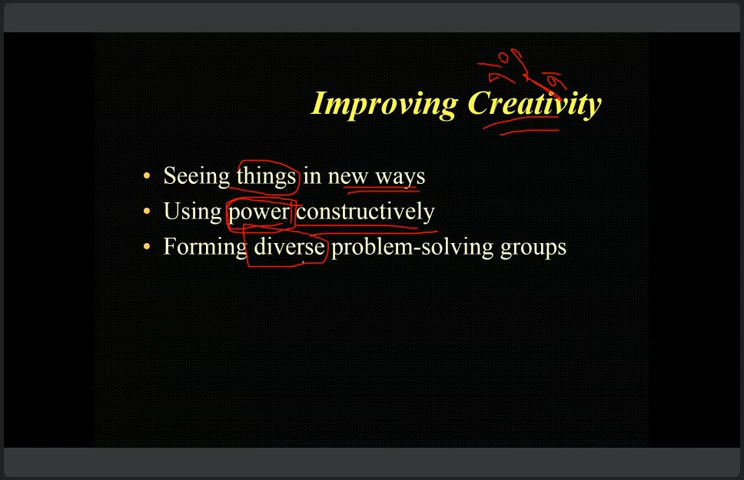 Improving Creativity
• Seeing things in new ways
• Using power constructively
• Forming diverse problem-solving groups